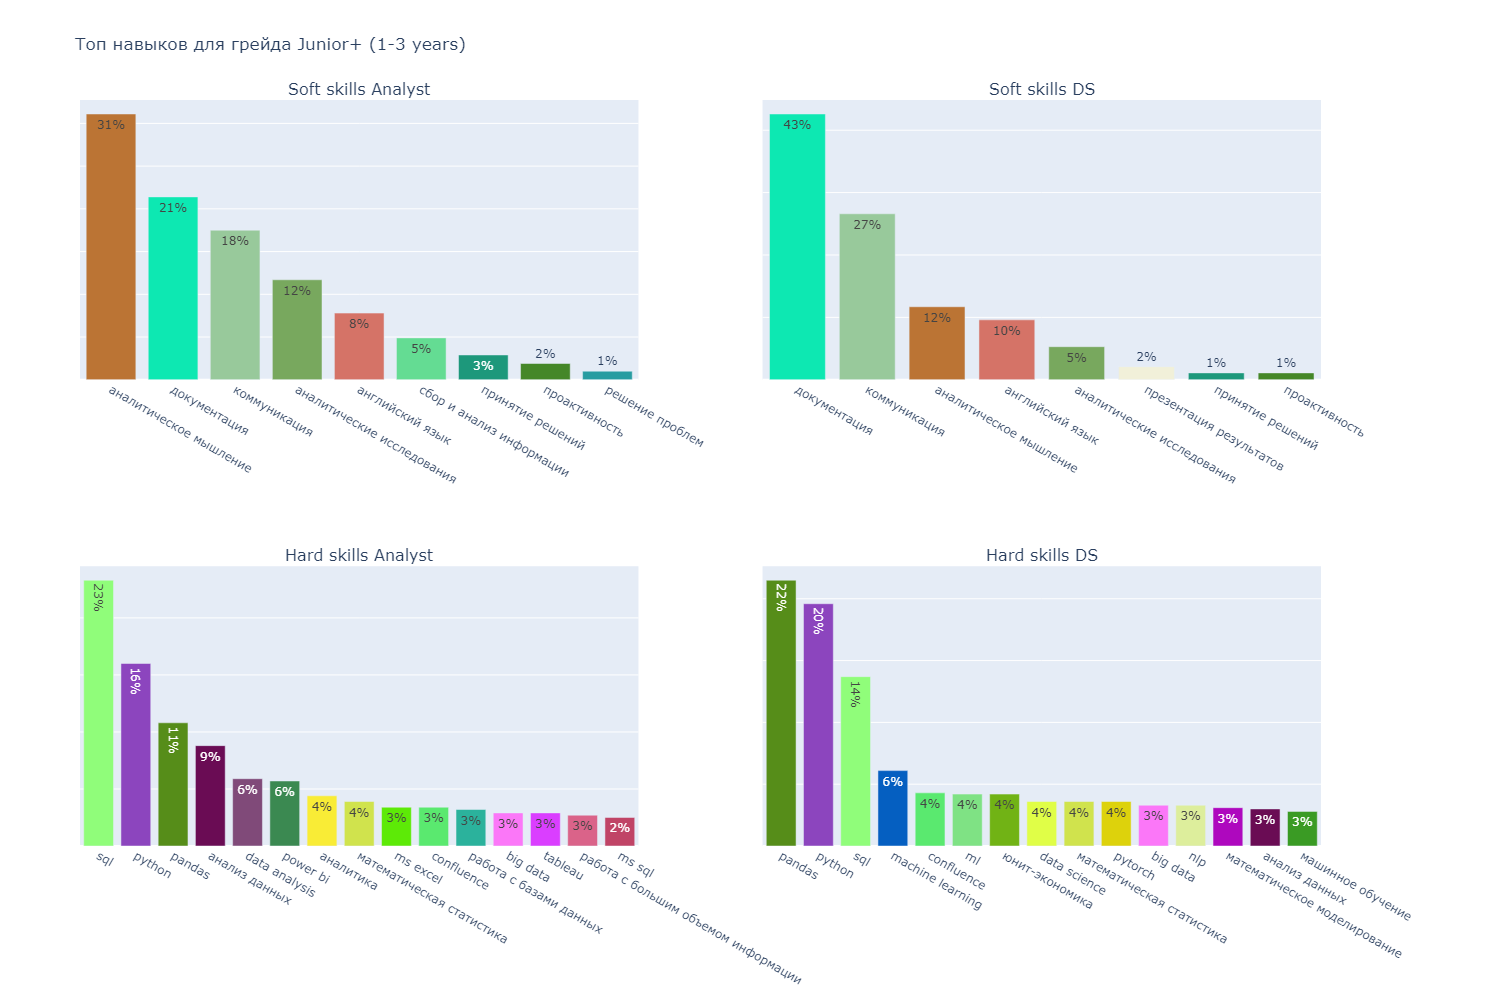 Топ навыков для грейда Junior+ (1-3 years)
Soft skills Analyst
31%
21%
18%
12%
8%
5%
3%
2%
1%
аналитическое мышление
документация
коммуникация
аналитические исследования
английский язык
сбор и анализ информации
принятие решений
проактивность
решение проблем
Soft skills DS
43%
27%
12%
10%
5%
2%
1%
1%
документация
коммуникация
аналитическое мышление
английский язык
аналитические исследования
презентация результатов
принятие решений
проактивность
Hard skills Analyst
23%
16%
11%
9%
6%
6%
4%
4%
3%
3%
3%
3%
3%
3%
2%
sql
python
pandas
анализ данных
data analysis
power bi
аналитика
математическая статистика
ms excel
confluence
работа с базами данных
big data
tableau
работа с большим объемом информации
ms sql
Hard skills DS
22%
20%
14%
6%
4%
4%
4%
4%
4%
4%
3%
3%
3%
3%
3%
pandas
python
sql
machine learning
confluence
ml
юнит-экономика
data science
математическая статистика
pytorch
big data
nlp
математическое моделирование
анализ данных
машинное обучение